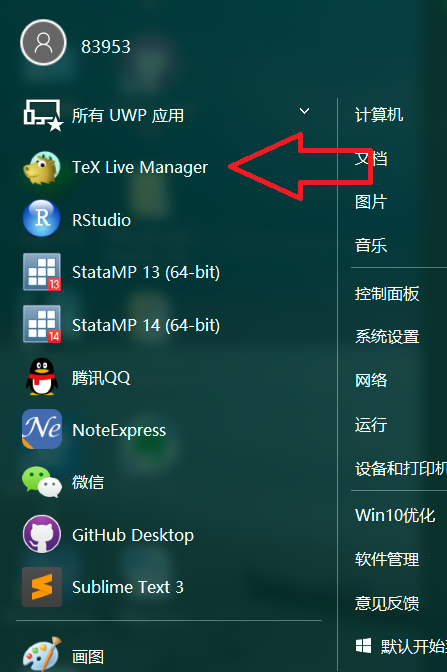 83953
所有 UWP 应用
TeX Live Manager
RStudio
13
StataMP 13 (64-bit)
14
StataMP 14 (64-bit)
腾讯QQ
Ne
NoteExpress
微信
GitHub Desktop
Sublime Text 3
画图
计算机
文档
图片
音乐
控制面板
系统设置
网络
运行
设备和打印机
Win10优化
软件管理
意见反馈
默认开始